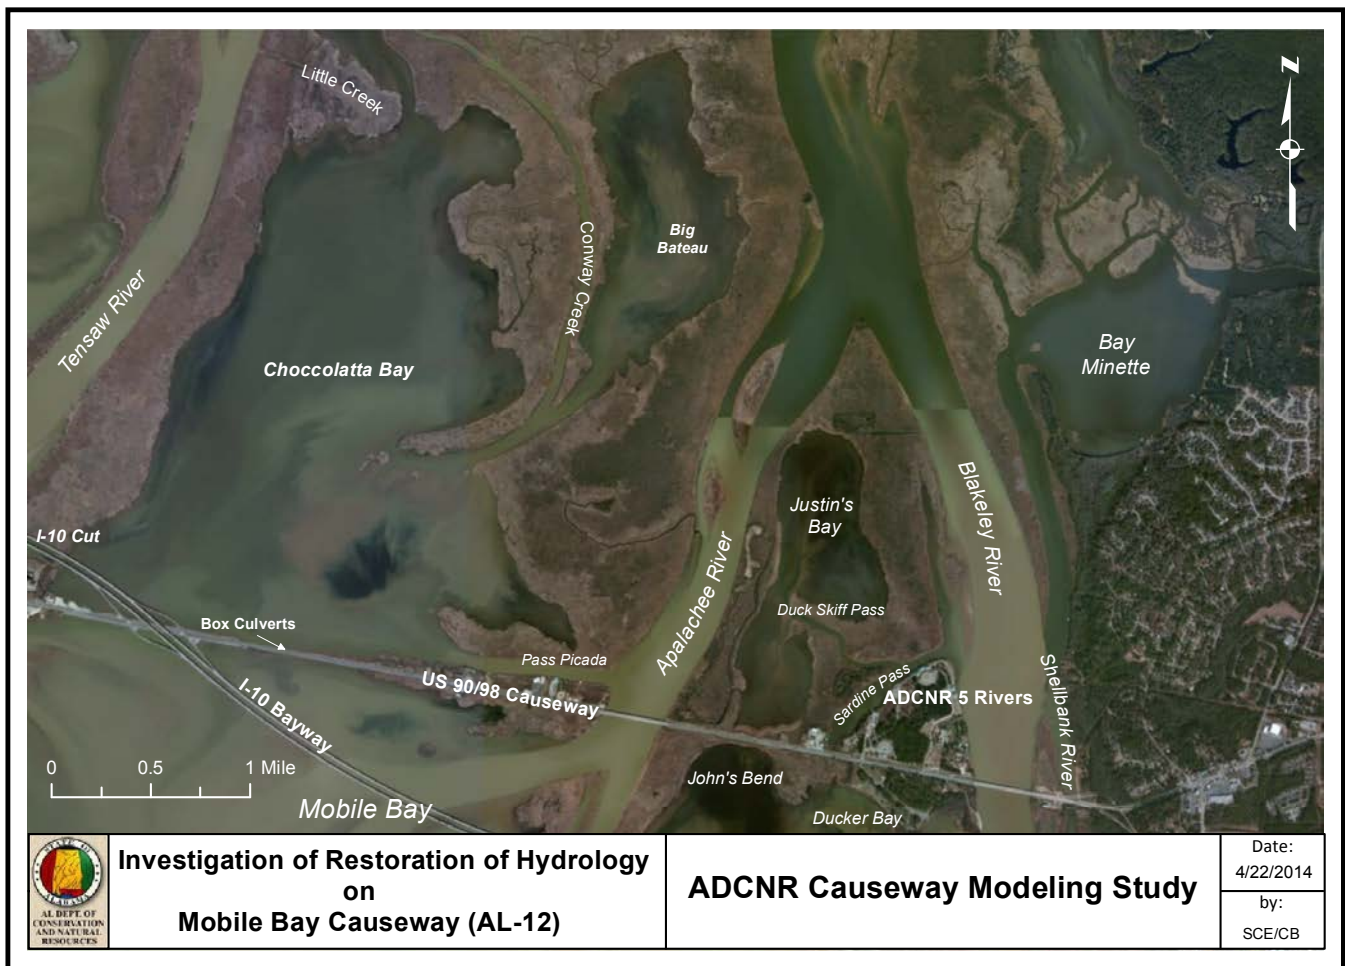 Little Creek
N
Conway Creek
Big
Bateau
Tensaw River
Choccolatta Bay
Bay
Minette
Blakeley River
Justin's
Bay
I-10 Cut
Apalachee River
Duck Skiff Pass
Box Culverts
Pass Picada
US 90/98 Causeway
Sardine Pass
ADCNR 5 Rivers
Shellbank River
I-10 Bayway
0 0.5 1 Mile
John's Bend
Mobile Bay
Ducker Bay
STATE OF
ALABAMA
AL DEPT. OF
CONSERVATION
AND NATURAL
RESOURCES
Investigation of Restoration of Hydrology
on
Mobile Bay Causeway (AL-12)
ADCNR Causeway Modeling Study
Date:
4/22/2014
by:
SCE/CB